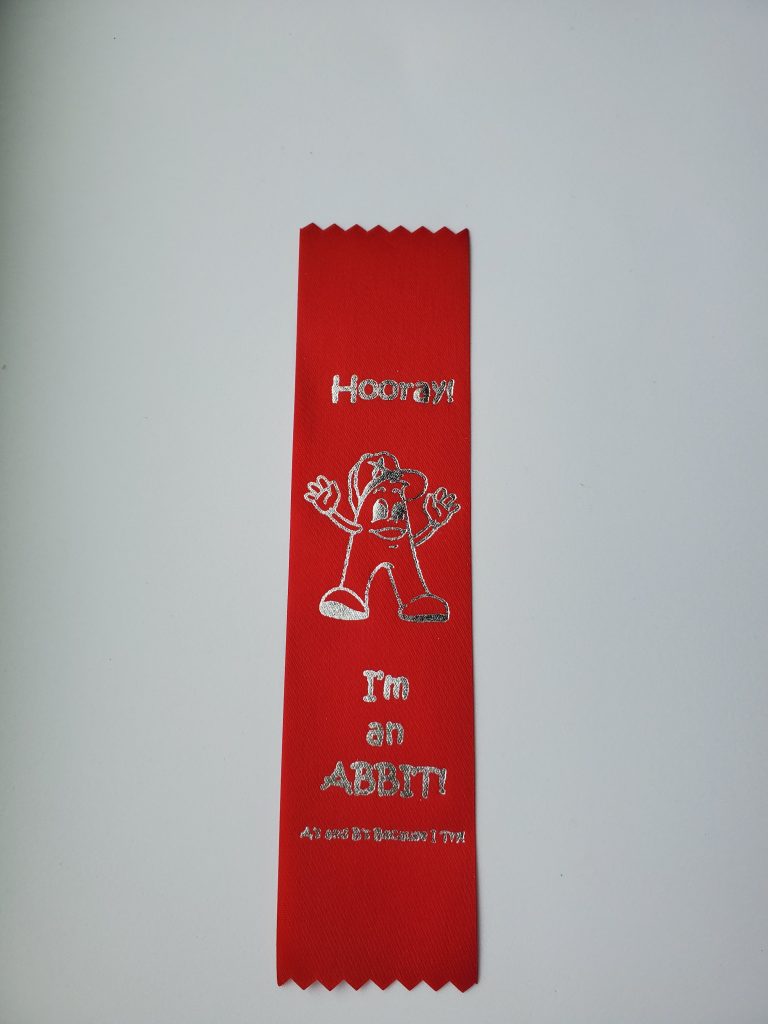 Hooray!
I'm
an
ABBIT!
A's and B's Because I Try!